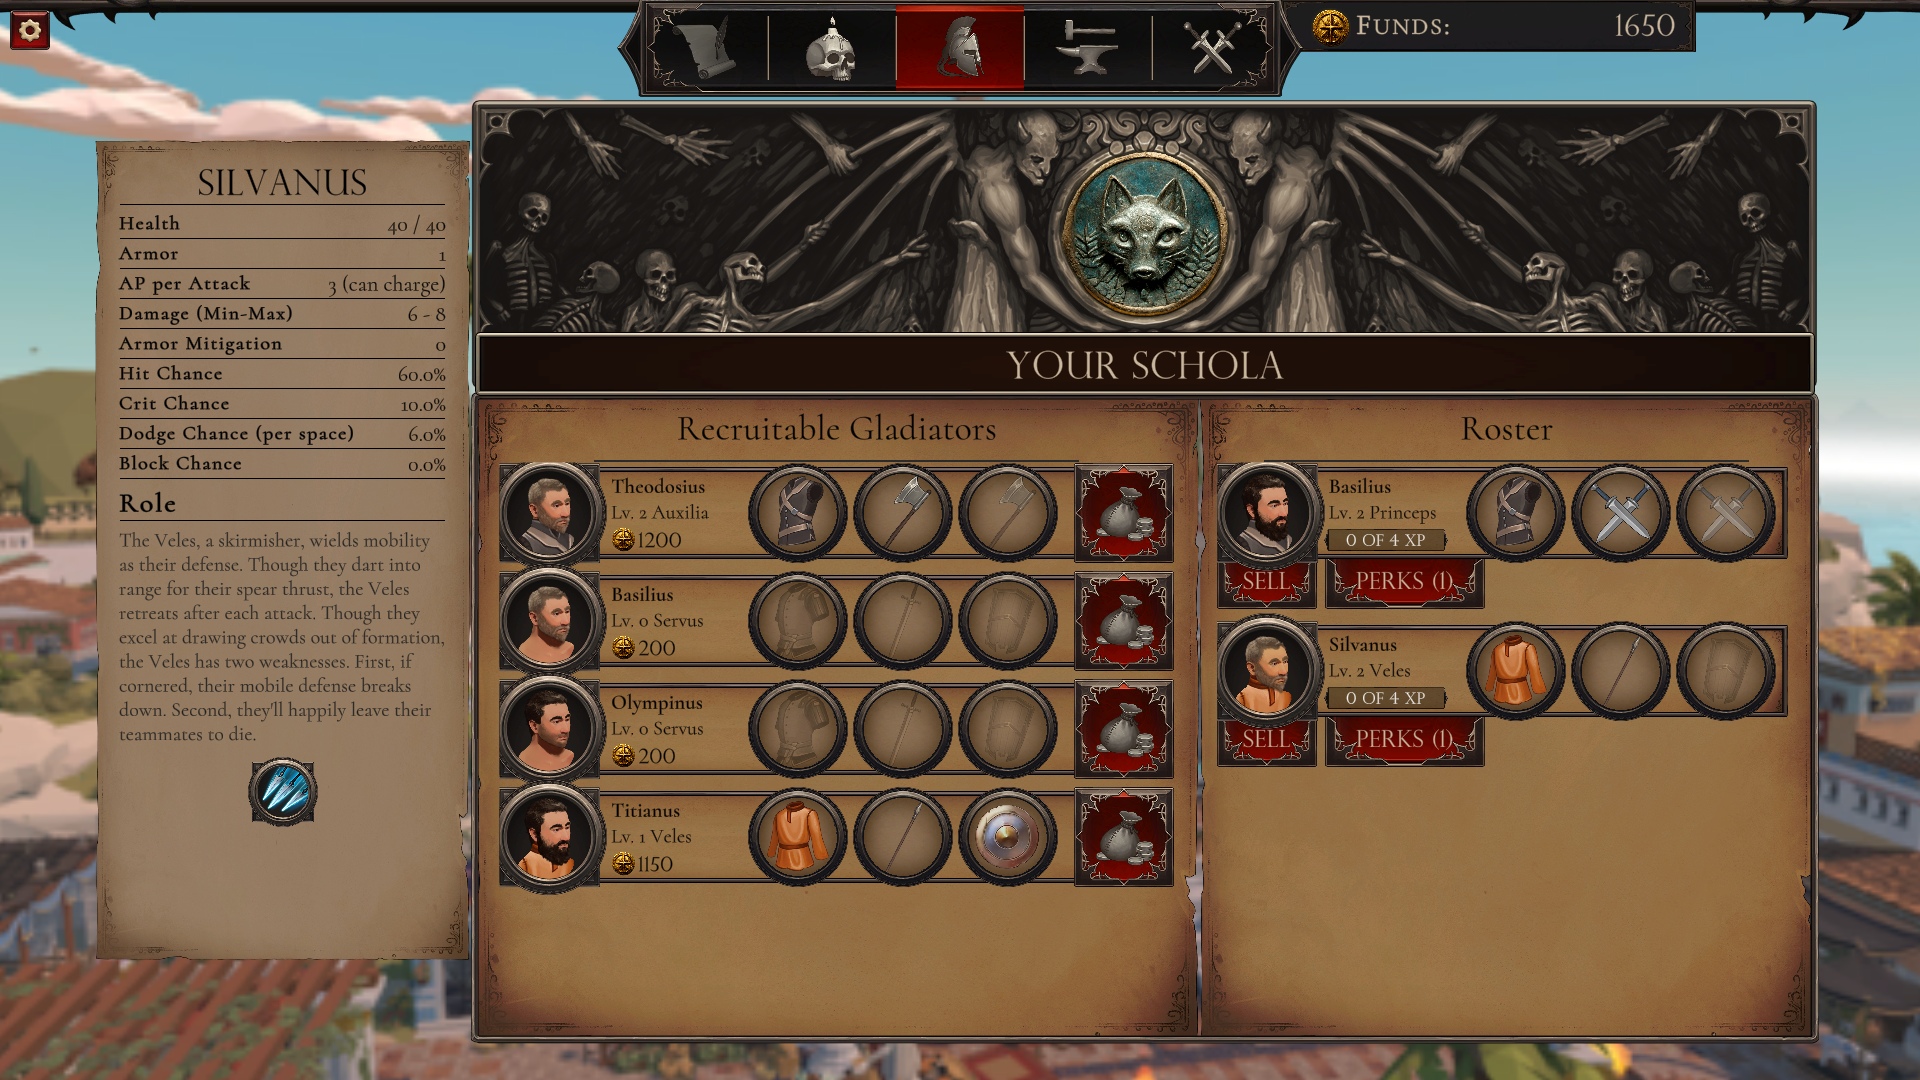 FUNDS: 1650
SILVANUS
Health 40 / 40
Armor 1
AP per Attack 3 (can charge)
Damage (Min-Max) 6 - 8
Armor Mitigation 0
Hit Chance 60.0%
Crit Chance 10.0%
Dodge Chance (per space) 6.0%
Block Chance 0.0%
Role
The Veles, a skirmisher, wields mobility
as their defense. Though they dart into
range for their spear thrust, the Veles
retreats after each attack. Though they
excel at drawing crowds out of formation,
the Veles has two weaknesses. First, if
cornered, their mobile defense breaks
down. Second, they'll happily leave their
teammates to die.
YOUR SCHOLA
Recruitable Gladiators
Theodosius
Lv. 2 Auxilia
1200
Basilius
Lv. 0 Servus
200
Olympinus
Lv. 0 Servus
200
Titianus
Lv. 1 Veles
1150
Roster
Basilius
Lv. 2 Princeps
0 OF 4 XP
SELL PERKS (1)
Silvanus
Lv. 2 Veles
0 OF 4 XP
SELL PERKS (1)